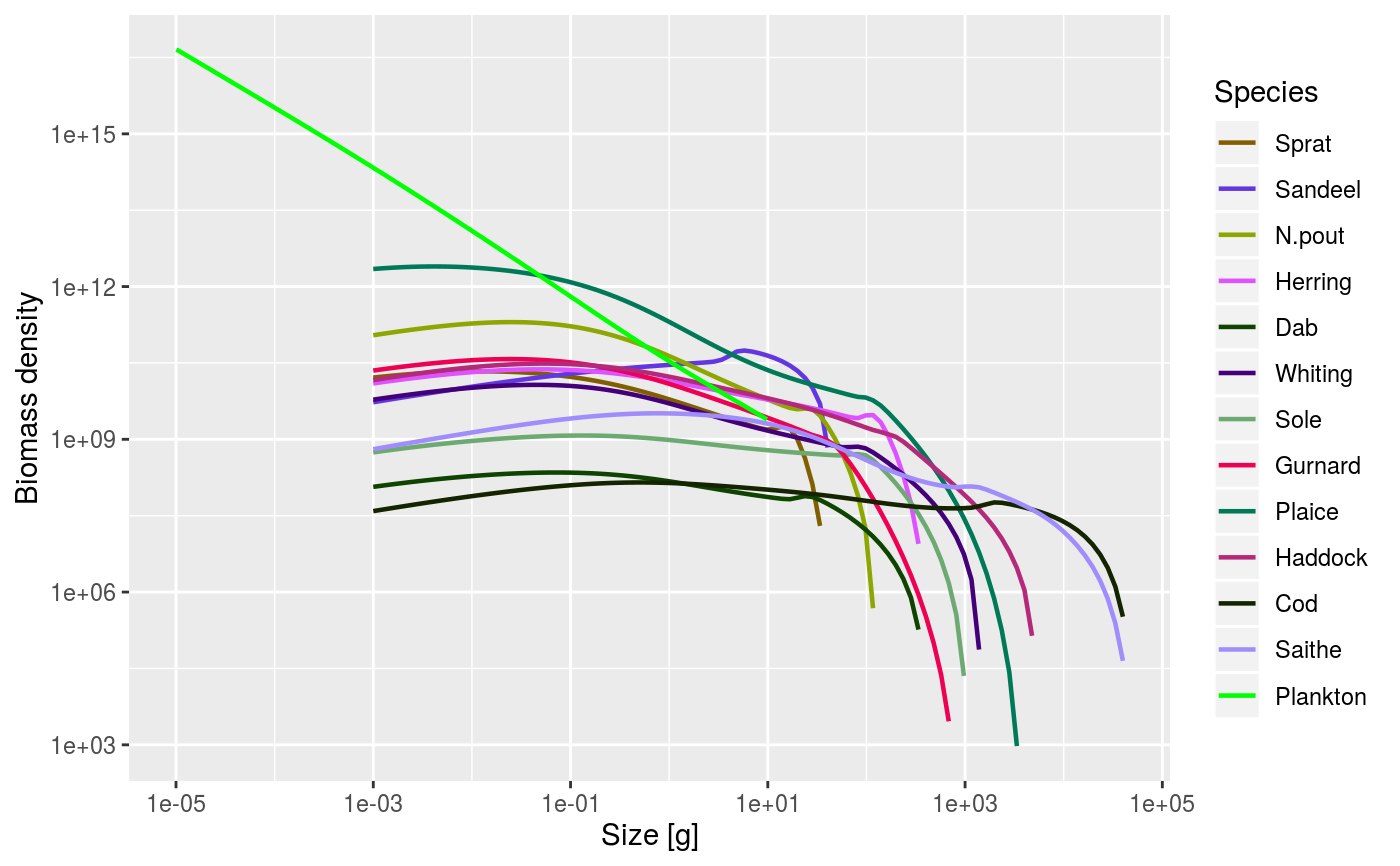 1e+15
1e+12
1e+09
1e+06
1e+03
Biomass density
1e-05 1e-03 1e-01 1e+01 1e+03 1e+05
Size [g]
Species
Sprat
Sandeel
N.pout
Herring
Dab
Whiting
Sole
Gurnard
Plaice
Haddock
Cod
Saithe
Plankton